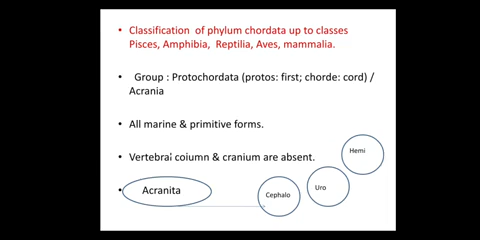 • Classification of phylum chordata up to classes
Pisces, Amphibia, Reptilia, Aves, mammalia.
• Group : Protochordata (protos: first; chorde: cord) /
Acrania
• All marine & primitive forms.
• Vertebral coiumn & cranium are absent.
• Acranita
Cephalo
Uro
Hemi